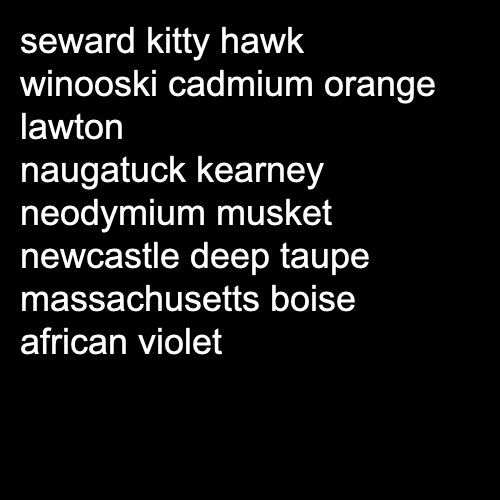 seward kitty hawk
winooski cadmium orange
lawton
naugatuck kearney
neodymium musket
newcastle deep taupe
massachusetts boise
african violet